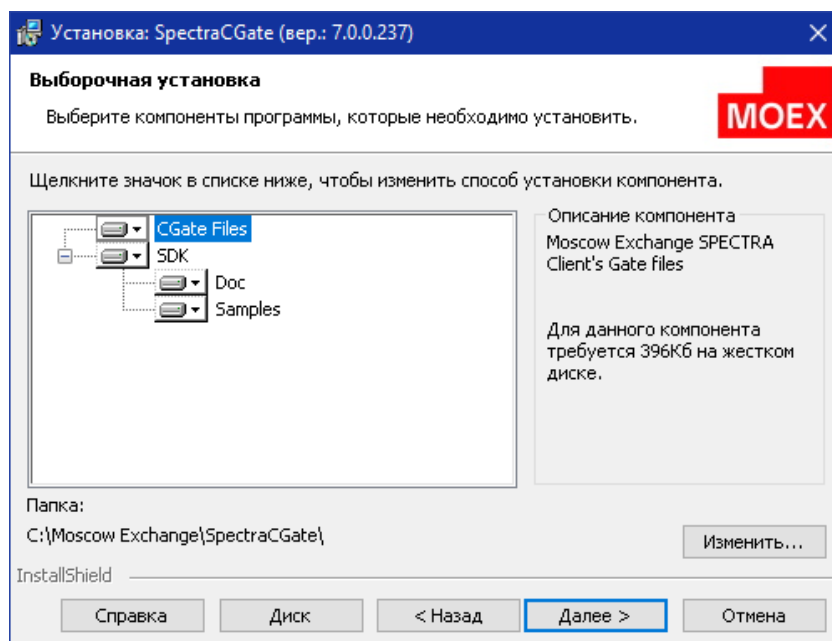 Установка: SpectraCGate (вер.: 7.0.0.237)
Выборочная установка
Выберите компоненты программы, которые необходимо установить.
MOEX
Щелкните значок в списке ниже, чтобы изменить способ установки компонента.
CGate Files
SDK
Doc
Samples
Описание компонента
Moscow Exchange SPECTRA
Client's Gate files
Для данного компонента
требуется 396Кб на жестком
диске.
Папка:
C:\Moscow Exchange\SpectraCGate\
Изменить...
InstallShield
Справка
Диск
< Назад
Далее >
Отмена